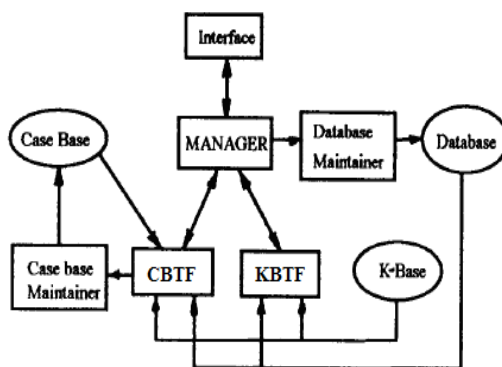 Interface
Case Base
MANAGER
Database
Maintainer
Database
Case base
Maintainer
CBTF
KBTF
K-Base